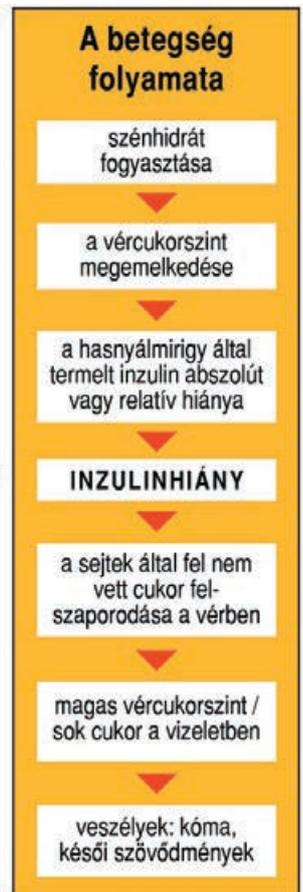 A betegség
folyamata
szénhidrát
fogyasztása
a vércukorszint
megemelkedése
a hasnyálmirigy által
termelt inzulin abszolút
vagy relatív hiánya
INZULINHIÁNY
a sejtek által fel nem
vett cukor fel-
szaporodása a vérben
magas vércukorszint /
sok cukor a vizeletben
veszélyek: kóma,
késői szövődmények